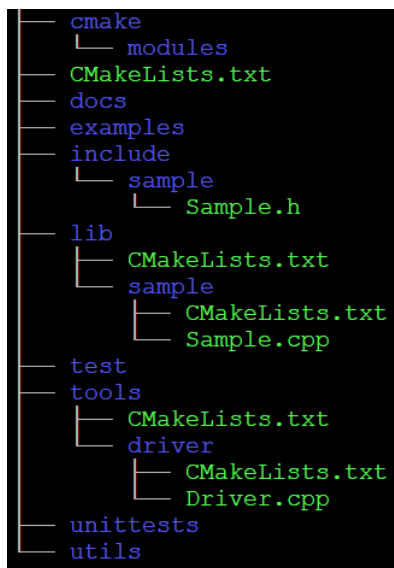 cmake
modules
CMakeLists.txt
docs
examples
include
sample
Sample.h
lib
CMakeLists.txt
sample
CMakeLists.txt
Sample.cpp
test
tools
CMakeLists.txt
driver
CMakeLists.txt
Driver.cpp
unittests
utils